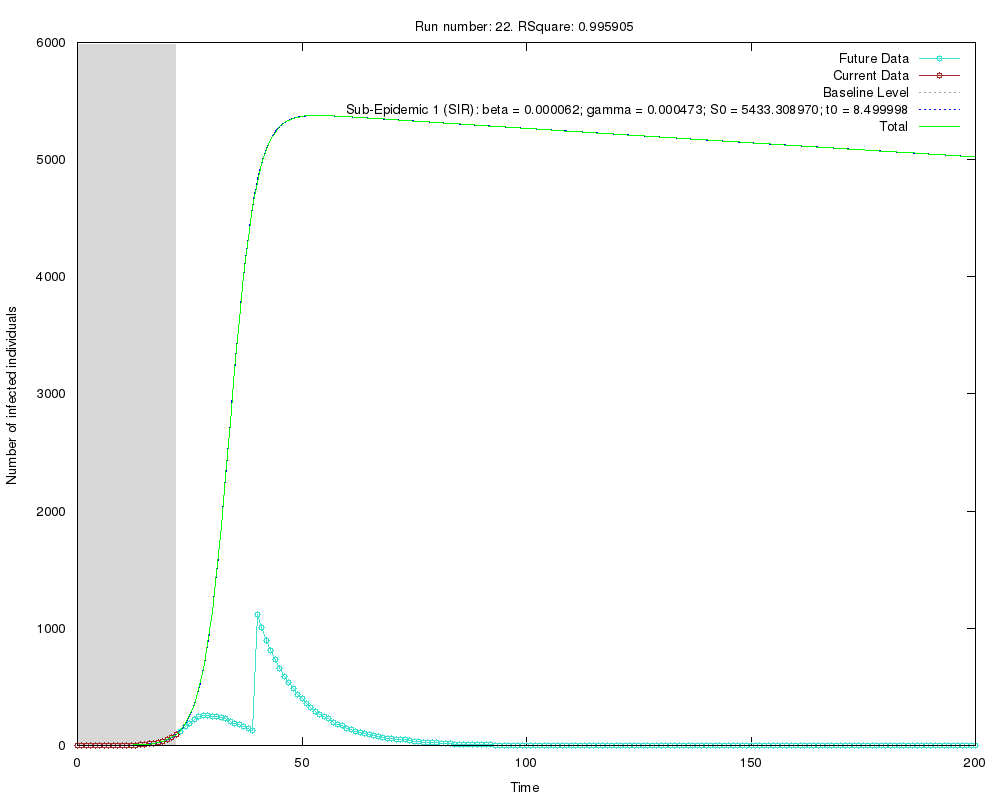 Run number: 22. RSquare: 0.995905
6000
5000
4000
3000
2000
1000
0
Number of infected individuals
Future Data
Current Data
Baseline Level
Sub-Epidemic 1 (SIR): beta = 0.000062; gamma = 0.000473; S0 = 5433.308970; t0 = 8.499998
Total
0
50
100
150
200
Time